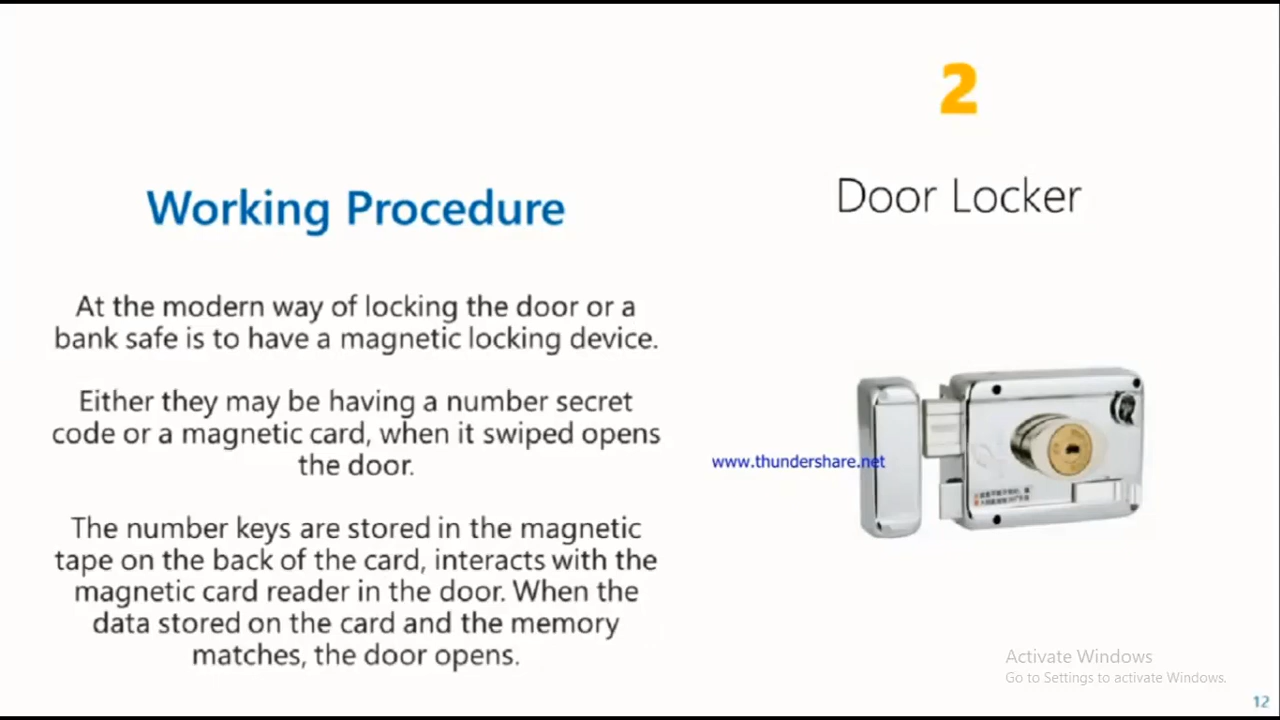 2
Door Locker
Working Procedure
At the modern way of locking the door or a
bank safe is to have a magnetic locking device.
Either they may be having a number secret
code or a magnetic card, when it swiped opens
the door.
The number keys are stored in the magnetic
tape on the back of the card, interacts with the
magnetic card reader in the door. When the
data stored on the card and the memory
matches, the door opens.
www.thundershare.net
Activate Windows
Go to Settings to activate Windows.
12